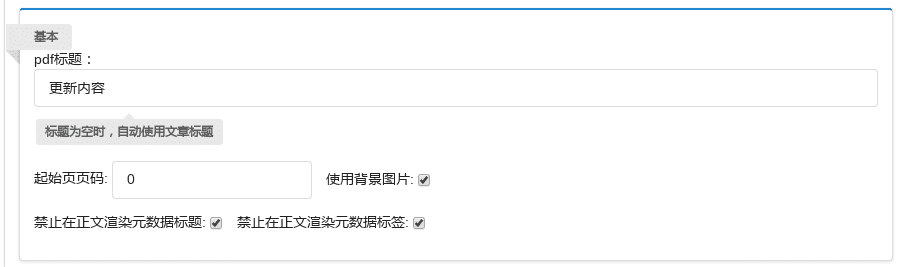 基本
pdf标题：
更新内容
标题为空时，自动使用文章标题
起始页页码: 0 使用背景图片:
禁止在正文渲染元数据标题: 禁止在正文渲染元数据标签: